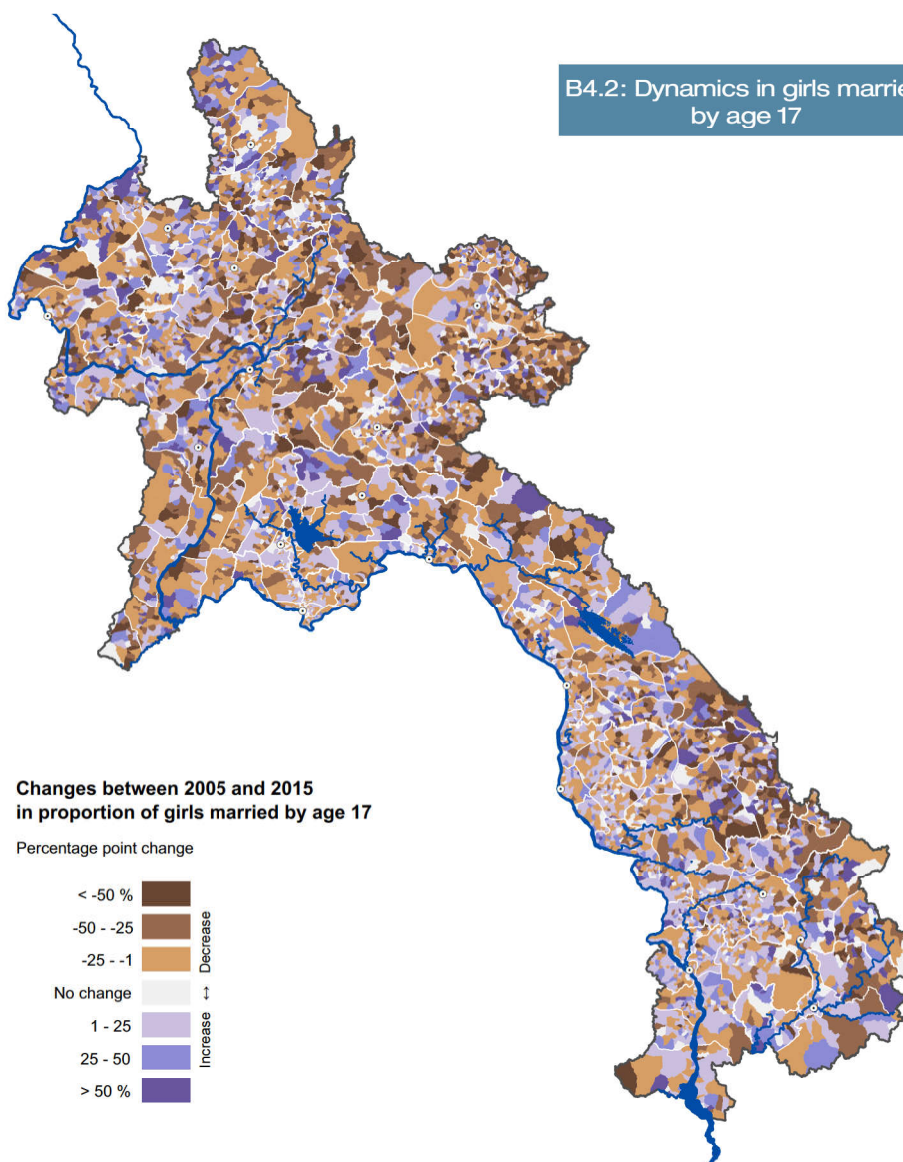 B4.2: Dynamics in girls marrie
by age 17
Changes between 2005 and 2015
in proportion of girls married by age 17
Percentage point change
< -50 %
-50 - -25
-25 - -1
No change
1 - 25
25 - 50
> 50 %
Decrease
↔
Increase